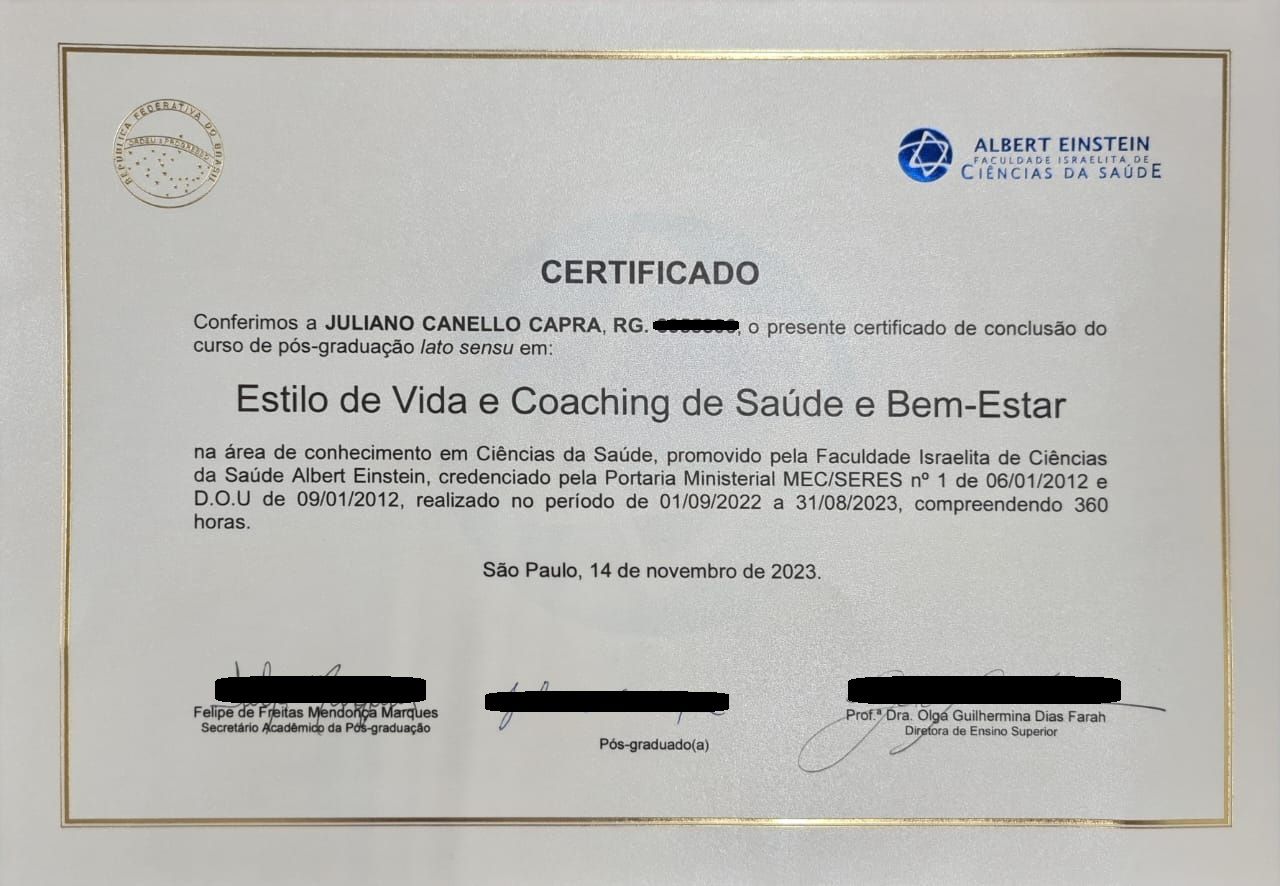 REPÚBLICA FEDERATIVA DO BRASIL
ORDEM E PROGRESSO
ALBERT EINSTEIN
FACULDADE ISRAELITA DE
CIÊNCIAS DA SAÚDE
CERTIFICADO
Conferimos a JULIANO CANELLO CAPRA, RG. , o presente certificado de conclusão do
curso de pós-graduação lato sensu em:
Estilo de Vida e Coaching de Saúde e Bem-Estar
na área de conhecimento em Ciências da Saúde, promovido pela Faculdade Israelita de Ciências
da Saúde Albert Einstein, credenciado pela Portaria Ministerial MEC/SERES nº 1 de 06/01/2012 e
D.O.U de 09/01/2012, realizado no período de 01/09/2022 a 31/08/2023, compreendendo 360
horas.
São Paulo, 14 de novembro de 2023.
Felipe de Freitas Mendonça Marques
Secretário Acadêmico da Pós-graduação
Pós-graduado(a)
Prof.ª Dra. Olga Guilhermina Dias Farah
Diretora de Ensino Superior